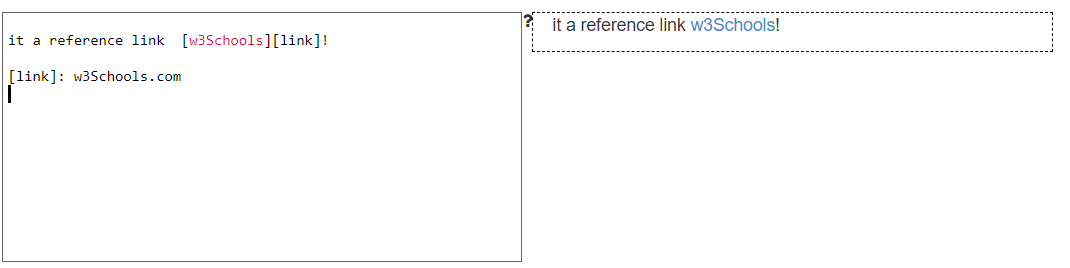 it a reference link  [w3Schools][link]!
[link]: w3Schools.com
?
it a reference link w3Schools!